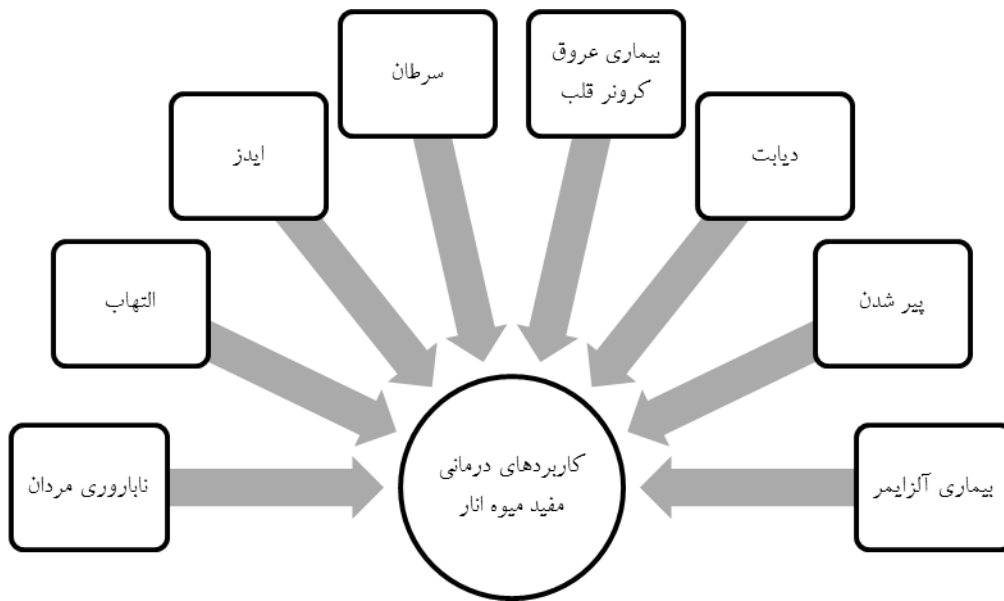 بیماری عروق
کرونر قلب
سرطان
دیابت
ایدز
پیر شدن
التهاب
کاربردهای درمانی
مفید میوه انار
بیماری آلزایمر
ناباروری مردان